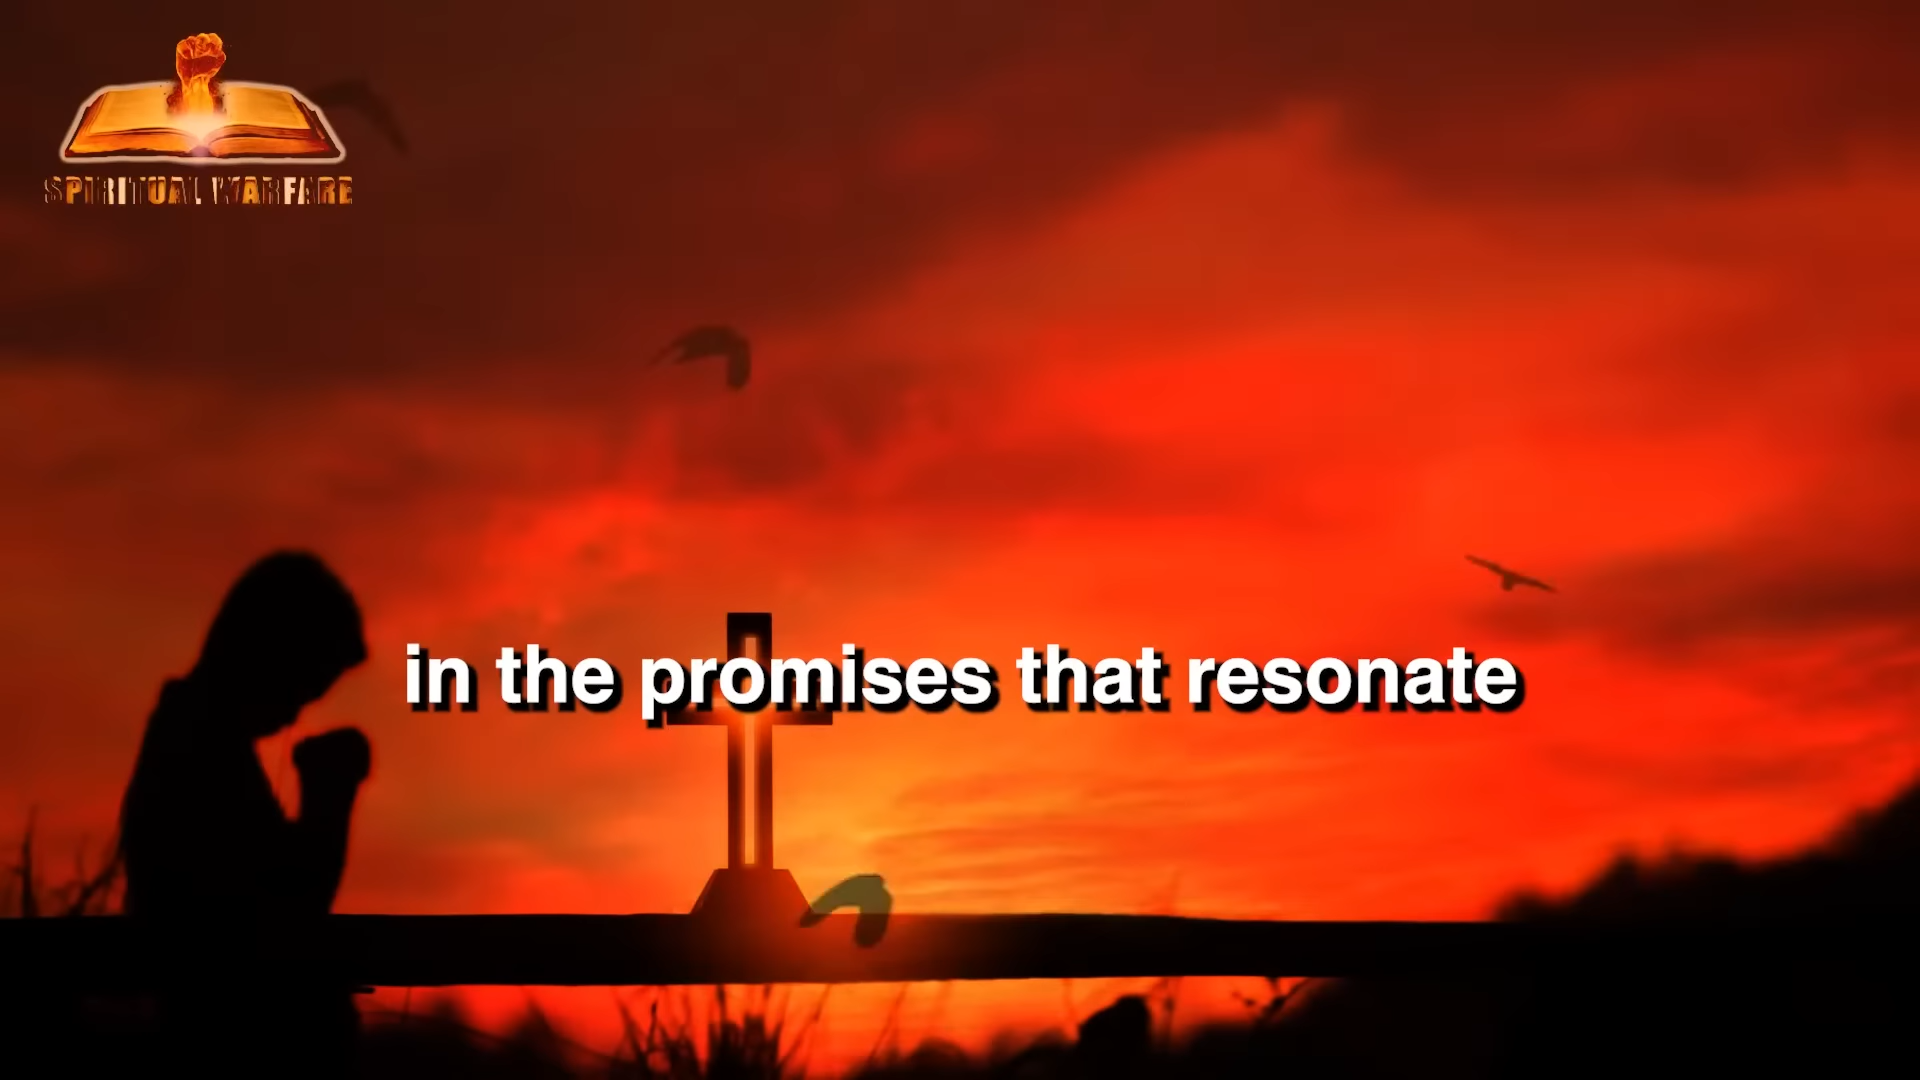 SPIRITUAL WARFARE
in the promises that resonate